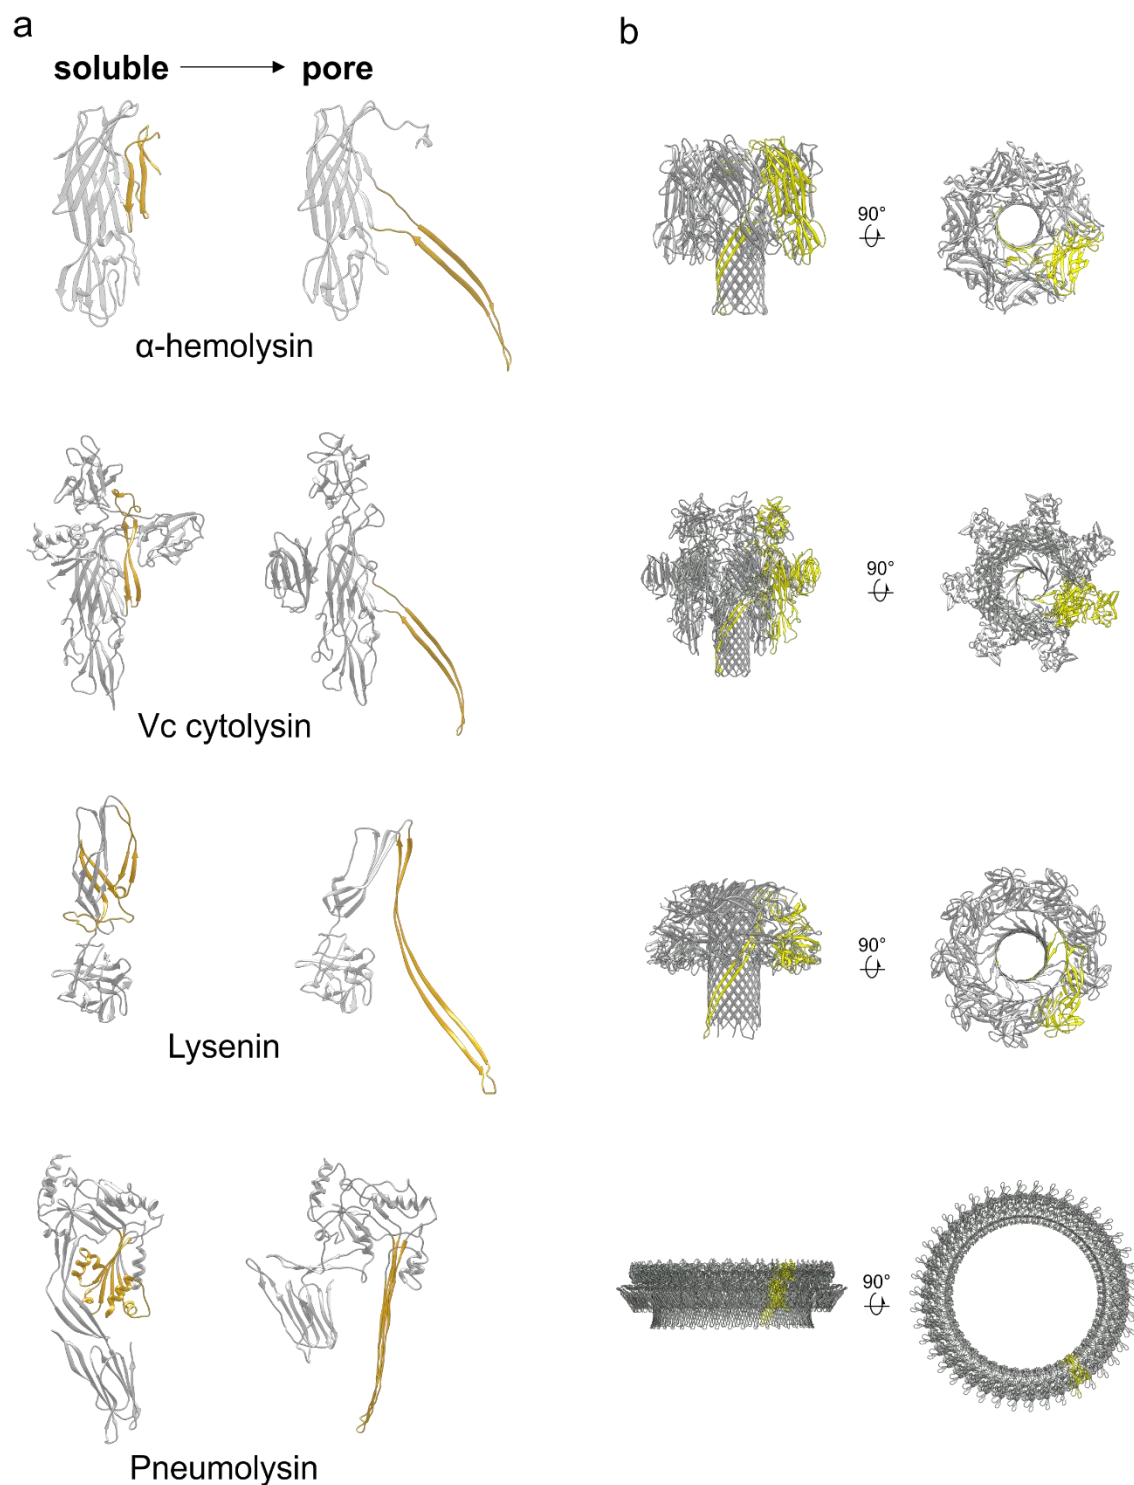 a
b
soluble pore
90°
α-hemolysin
90°
Vc cytolysin
90°
Lysenin
90°
Pneumolysin